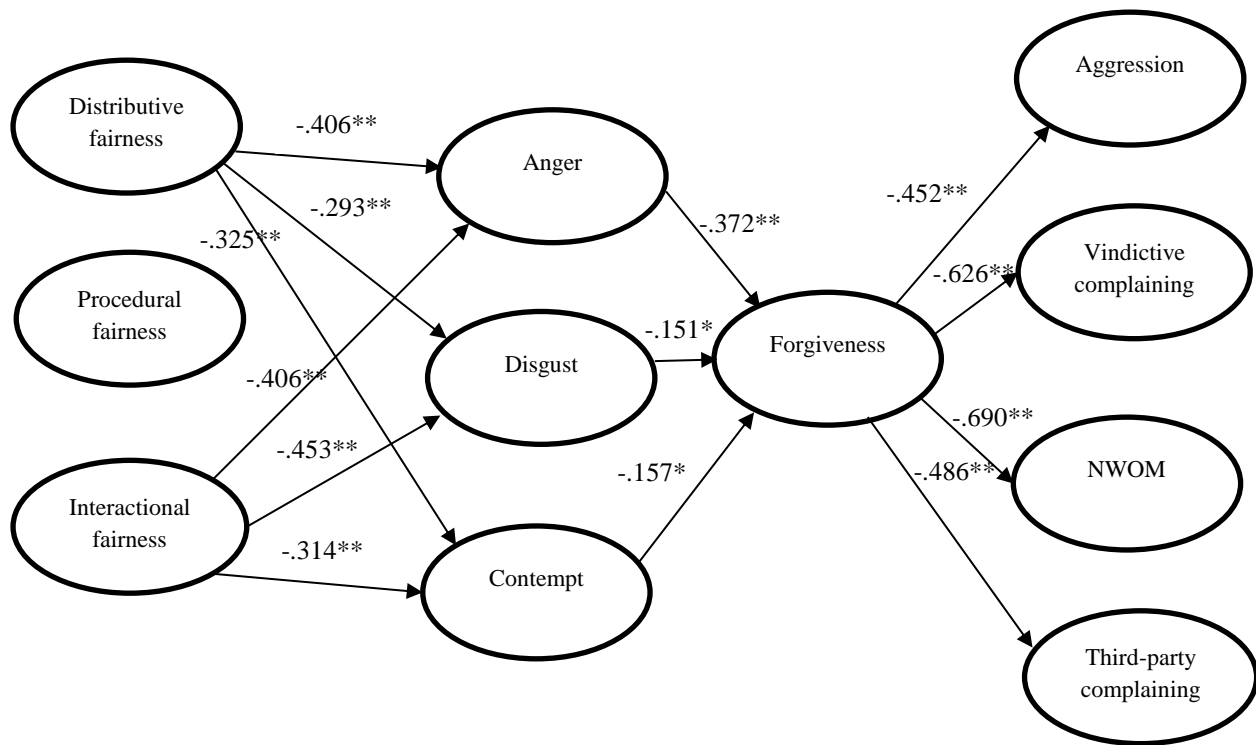 Aggression
Distributive
fairness
-.406**
Anger
-.293**
-.452**
-.372**
-.325**
Vindictive
complaining
-.626**
Procedural
fairness
-.151*
Forgiveness
Disgust
-.406**
-.690**
-.453**
-.157*
-.486**
NWOM
Interactional
fairness
-.314**
Contempt
Third-party
complaining